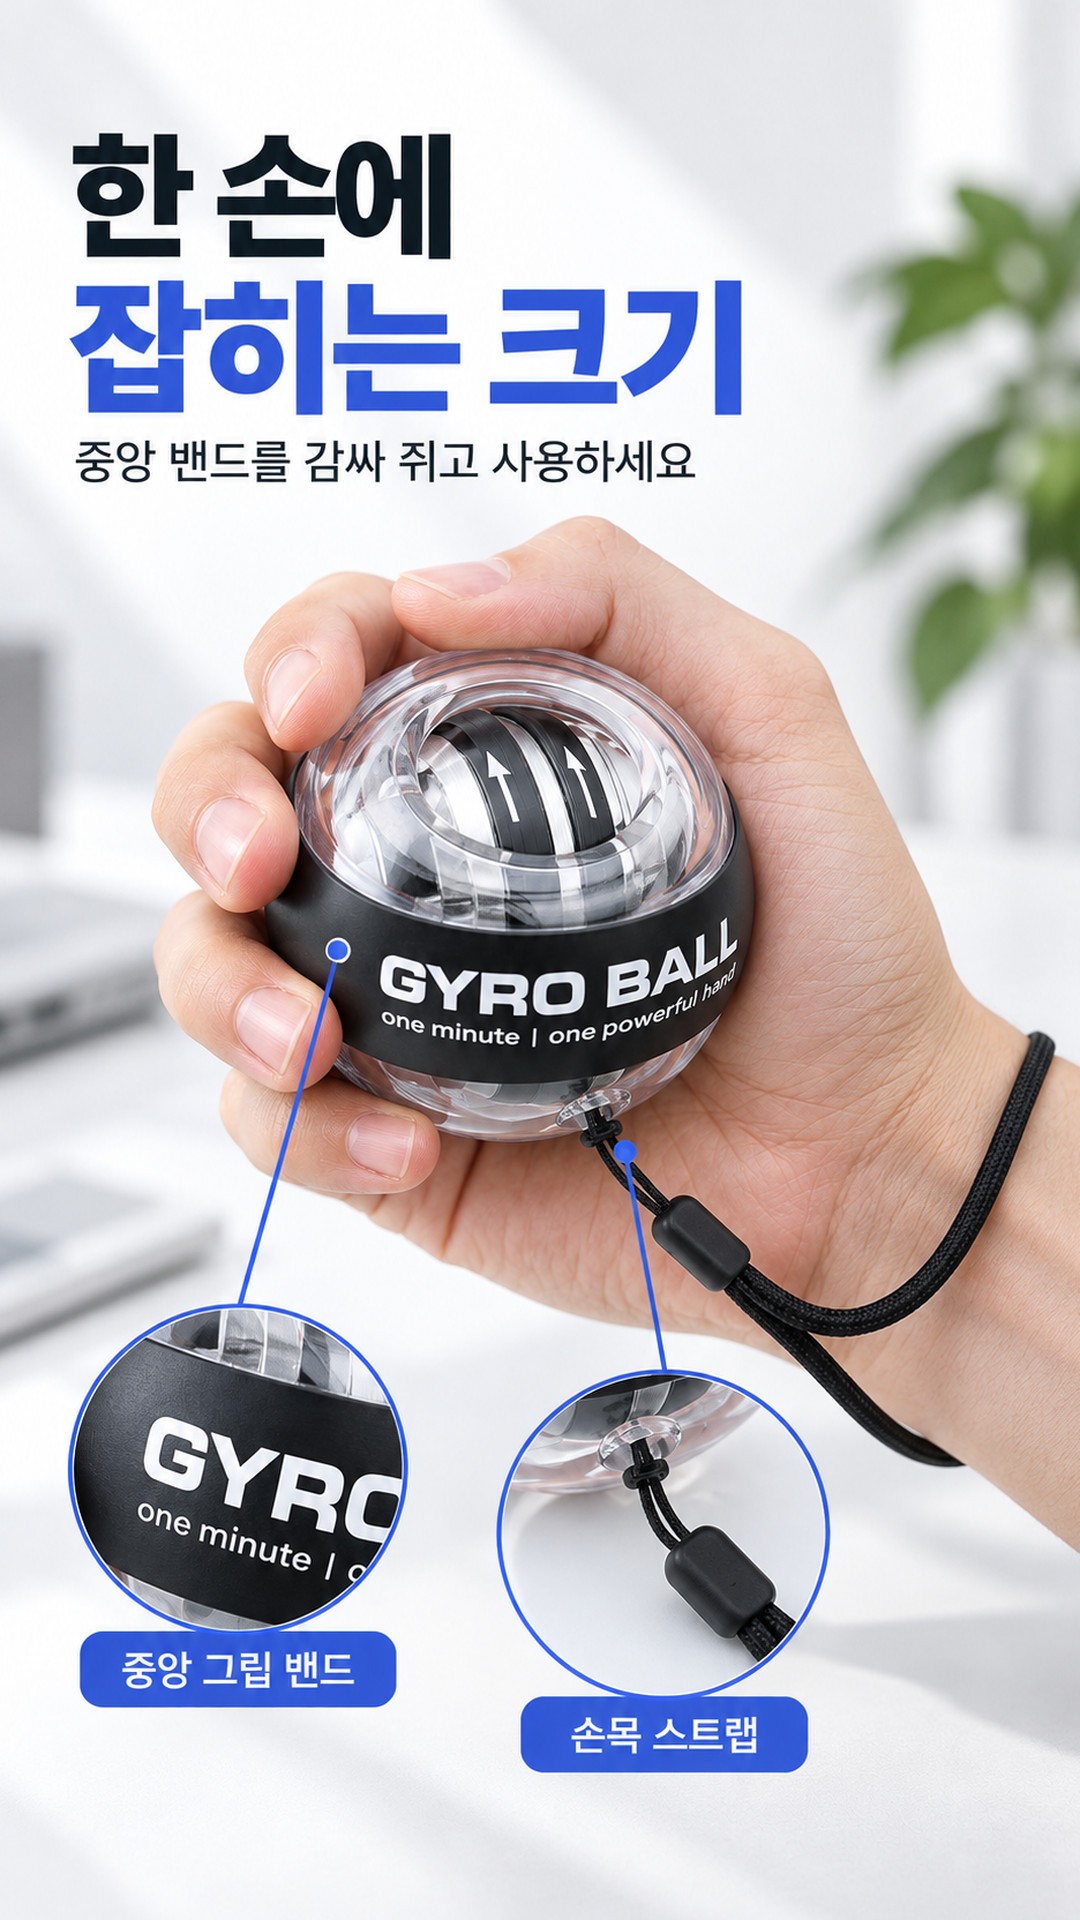 한 손에
잡히는 크기
중앙 밴드를 감싸 쥐고 사용하세요
GYRO BALL
one minute | one powerful hand
GYRO
one minute |
중앙 그립 밴드
손목 스트랩